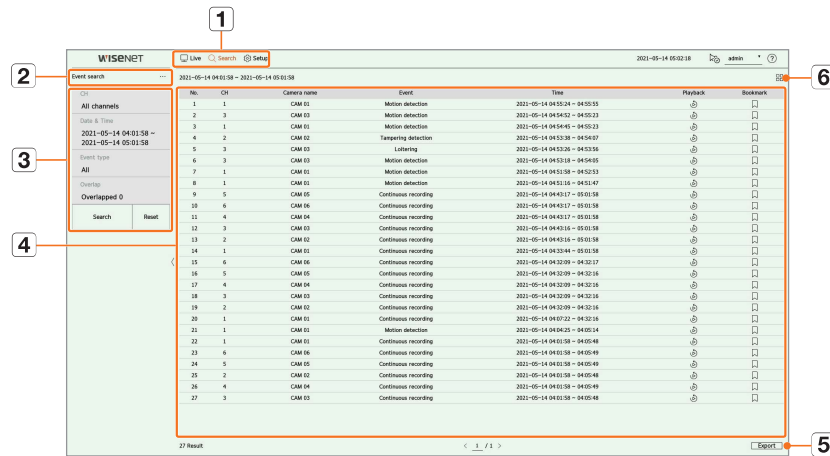 1
WISENET Live Search Setup 2021-05-14 05:02:18 admin ?
2 Event search ... 2021-05-14 04:01:58 ~ 2021-05-14 05:01:58 6
CH
All channels
Date & Time
2021-05-14 04:01:58 ~
2021-05-14 05:01:58
3
Event type
All
Overlap
Overlapped 0
Search Reset
4
No. CH Camera name Event Time Playback Bookmark
1 1 CAM 01 Motion detection 2021-05-14 04:55:24 ~ 04:55:55
2 3 CAM 03 Motion detection 2021-05-14 04:54:52 ~ 04:55:23
3 1 CAM 01 Motion detection 2021-05-14 04:54:45 ~ 04:55:23
4 2 CAM 02 Tampering detection 2021-05-14 04:53:38 ~ 04:54:07
5 3 CAM 03 Loitering 2021-05-14 04:53:26 ~ 04:53:56
6 3 CAM 03 Motion detection 2021-05-14 04:53:18 ~ 04:54:05
7 1 CAM 01 Motion detection 2021-05-14 04:51:58 ~ 04:52:53
8 1 CAM 01 Motion detection 2021-05-14 04:51:16 ~ 04:51:47
9 5 CAM 05 Continuous recording 2021-05-14 04:43:17 ~ 05:01:58
10 6 CAM 06 Continuous recording 2021-05-14 04:43:17 ~ 05:01:58
11 4 CAM 04 Continuous recording 2021-05-14 04:43:17 ~ 05:01:58
12 3 CAM 03 Continuous recording 2021-05-14 04:43:16 ~ 05:01:58
13 2 CAM 02 Continuous recording 2021-05-14 04:43:16 ~ 05:01:58
14 1 CAM 01 Continuous recording 2021-05-14 04:33:44 ~ 05:01:58
15 6 CAM 06 Continuous recording 2021-05-14 04:32:09 ~ 04:32:17
16 5 CAM 05 Continuous recording 2021-05-14 04:32:09 ~ 04:32:16
17 4 CAM 04 Continuous recording 2021-05-14 04:32:09 ~ 04:32:16
18 3 CAM 03 Continuous recording 2021-05-14 04:32:09 ~ 04:32:16
19 2 CAM 02 Continuous recording 2021-05-14 04:32:09 ~ 04:32:16
20 1 CAM 01 Continuous recording 2021-05-14 04:07:22 ~ 04:32:16
21 1 CAM 01 Motion detection 2021-05-14 04:04:25 ~ 04:05:14
22 1 CAM 01 Continuous recording 2021-05-14 04:01:58 ~ 04:05:48
23 6 CAM 06 Continuous recording 2021-05-14 04:01:58 ~ 04:05:49
24 5 CAM 05 Continuous recording 2021-05-14 04:01:58 ~ 04:05:49
25 2 CAM 02 Continuous recording 2021-05-14 04:01:58 ~ 04:05:48
26 4 CAM 04 Continuous recording 2021-05-14 04:01:58 ~ 04:05:49
27 3 CAM 03 Continuous recording 2021-05-14 04:01:58 ~ 04:05:48
27 Result < 1 / 1 > Export 5